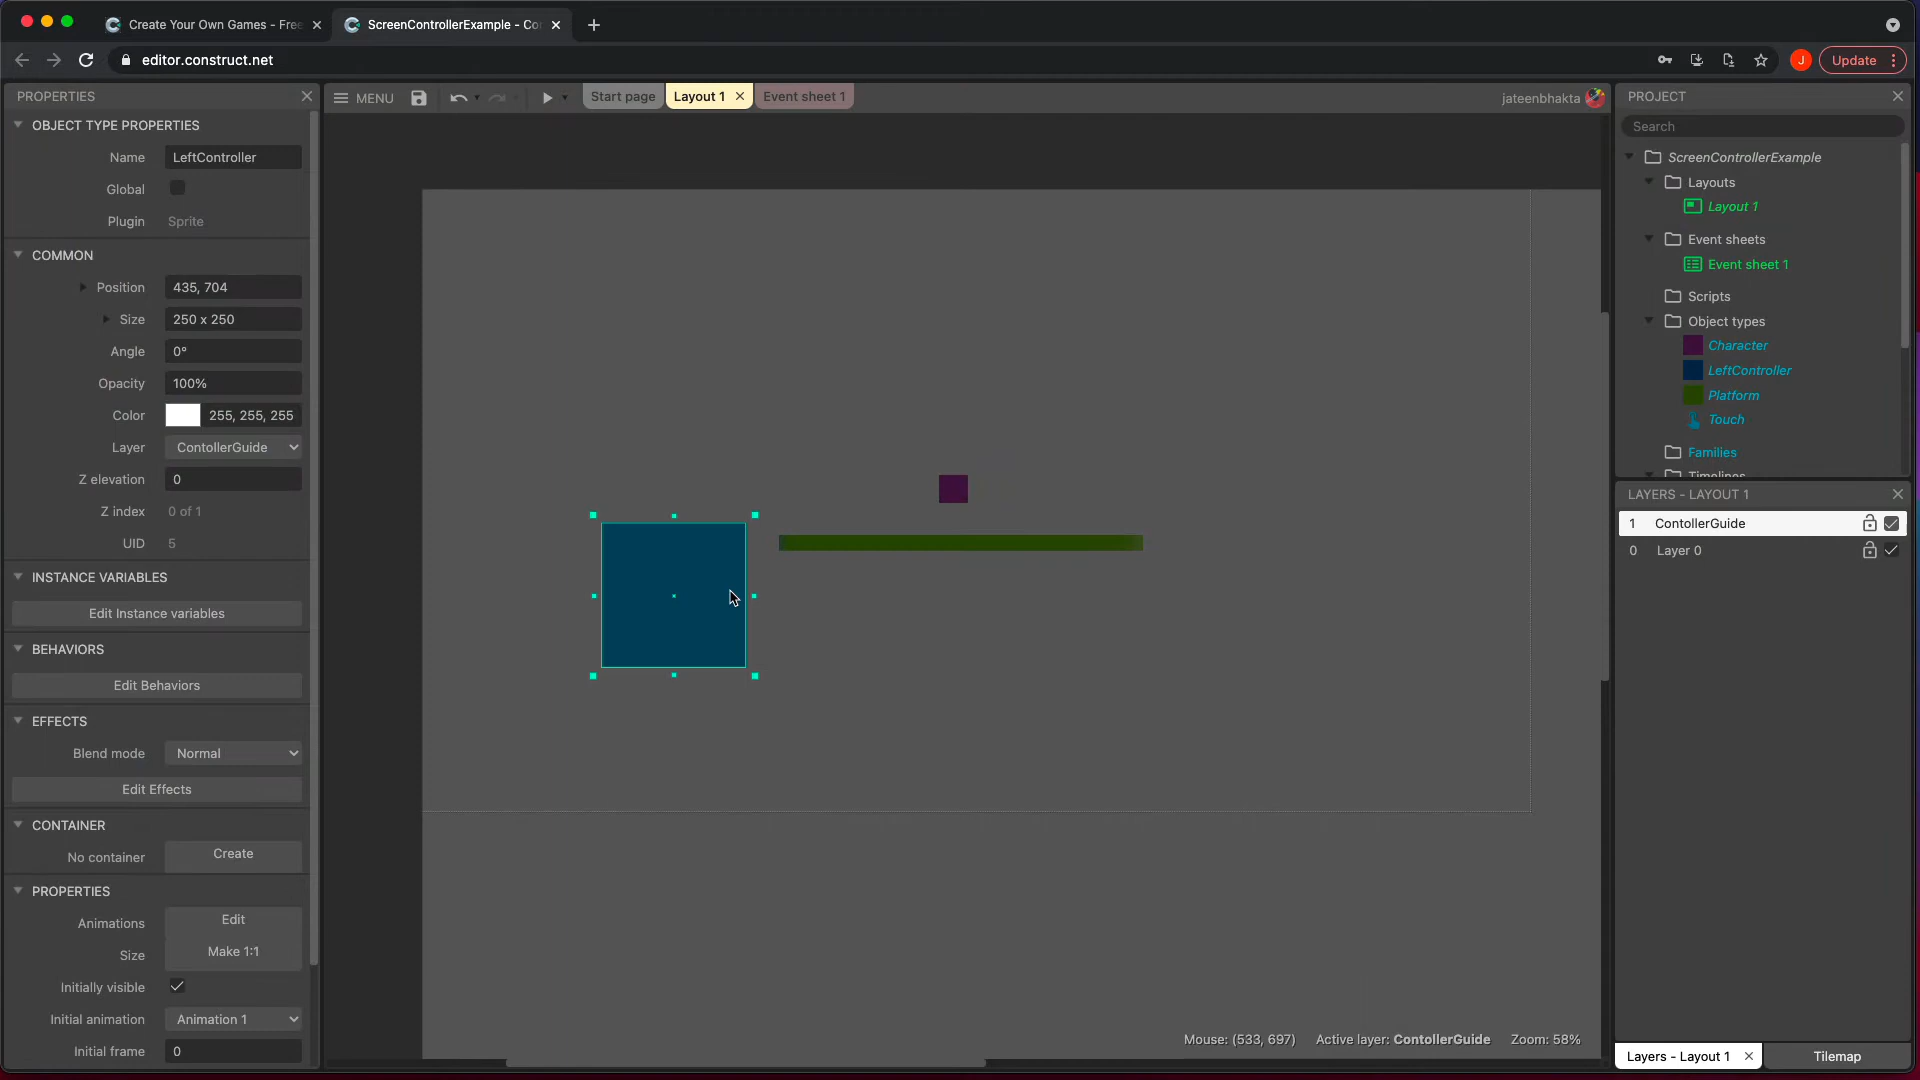 Create Your Own Games - Free
ScreenControllerExample - Co
editor.construct.net
J
Update
PROPERTIES
OBJECT TYPE PROPERTIES
Name LeftController
Global
Plugin Sprite
COMMON
Position 435, 704
Size 250 x 250
Angle 0°
Opacity 100%
Color 255, 255, 255
Layer ContollerGuide
Z elevation 0
Z index 0 of 1
UID 5
INSTANCE VARIABLES
Edit Instance variables
BEHAVIORS
Edit Behaviors
EFFECTS
Blend mode Normal
Edit Effects
CONTAINER
No container Create
PROPERTIES
Animations Edit
Size Make 1:1
Initially visible
Initial animation Animation 1
Initial frame 0
MENU
Start page
Layout 1
Event sheet 1
jateenbhakta
Mouse: (533, 697) Active layer: ContollerGuide Zoom: 58%
PROJECT
Search
ScreenControllerExample
Layouts
Layout 1
Event sheets
Event sheet 1
Scripts
Object types
Character
LeftController
Platform
Touch
Families
Timelines
LAYERS - LAYOUT 1
1 ContollerGuide
0 Layer 0
Layers - Layout 1
Tilemap